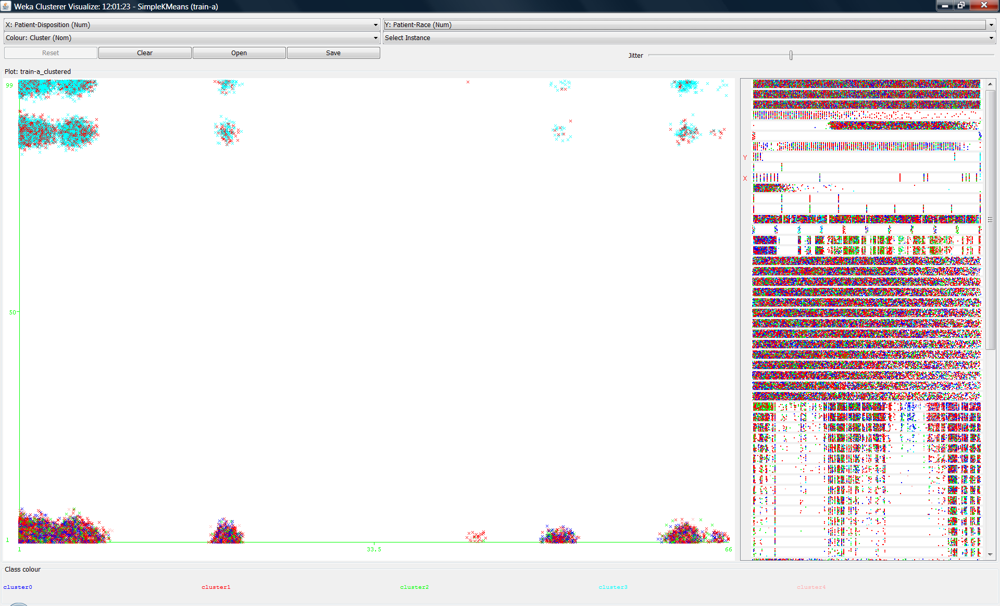 Weka Clusterer Visualize: 12:01:23 - SimpleKMeans (train-a)
X: Patient-Disposition (Num)
Y: Patient-Race (Num)
Colour: Cluster (Nom)
Select Instance
Reset
Clear
Open
Save
Jitter
Plot: train-a_clustered
99
50
1
1
33.5
66
Y
X
Class colour
cluster0
cluster1
cluster2
cluster3
cluster4